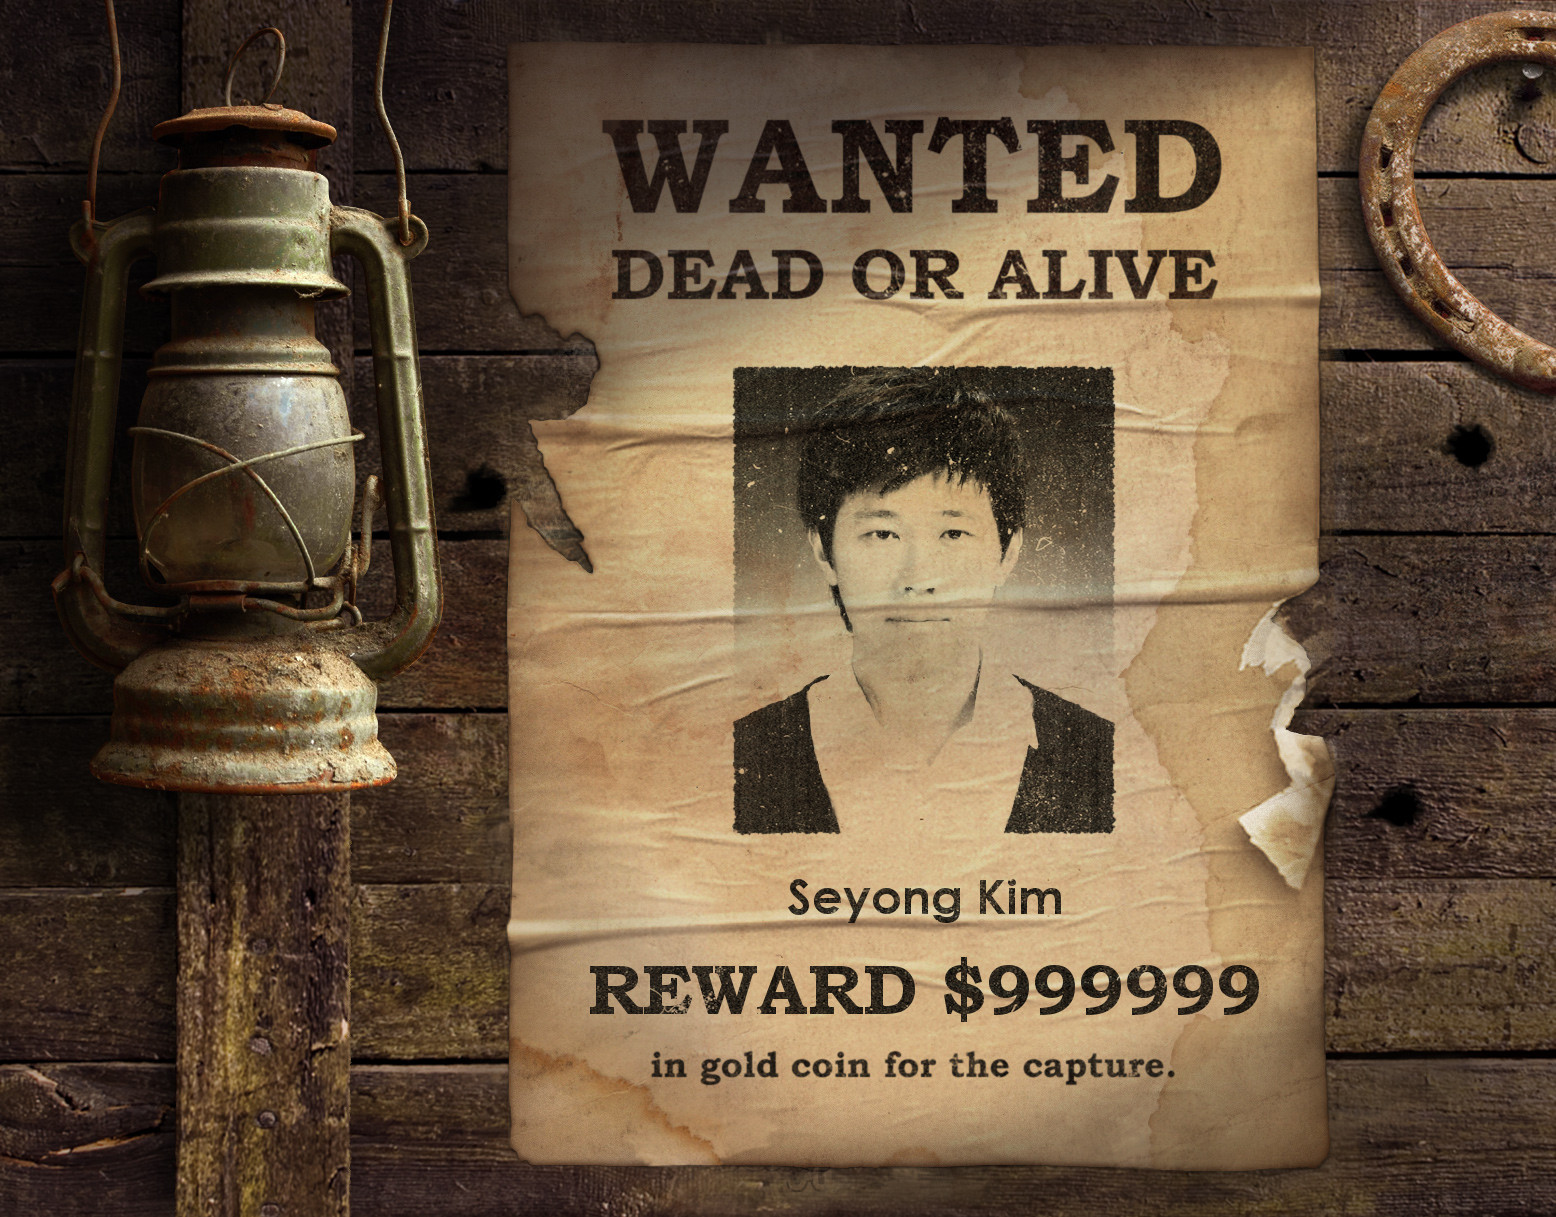 WANTED
DEAD OR ALIVE
Seyong Kim
REWARD $999999
in gold coin for the capture.